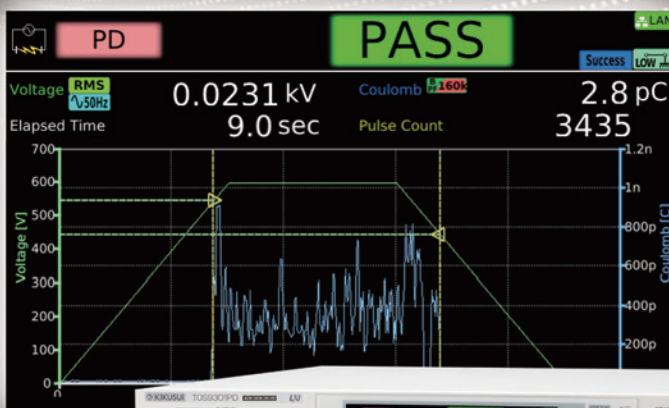 PD
PASS
LAN
Success LOW
Voltage RMS 50Hz 0.0231 kV
Coulomb 160k 2.8 pC
Elapsed Time 9.0 sec
Pulse Count 3435
Voltage [V]
700
600
500
400
300
200
100
0
0
1.2n
1n
800p
600p
400p
200p
Coulomb [C]
KIKUSUI TOS9301PD